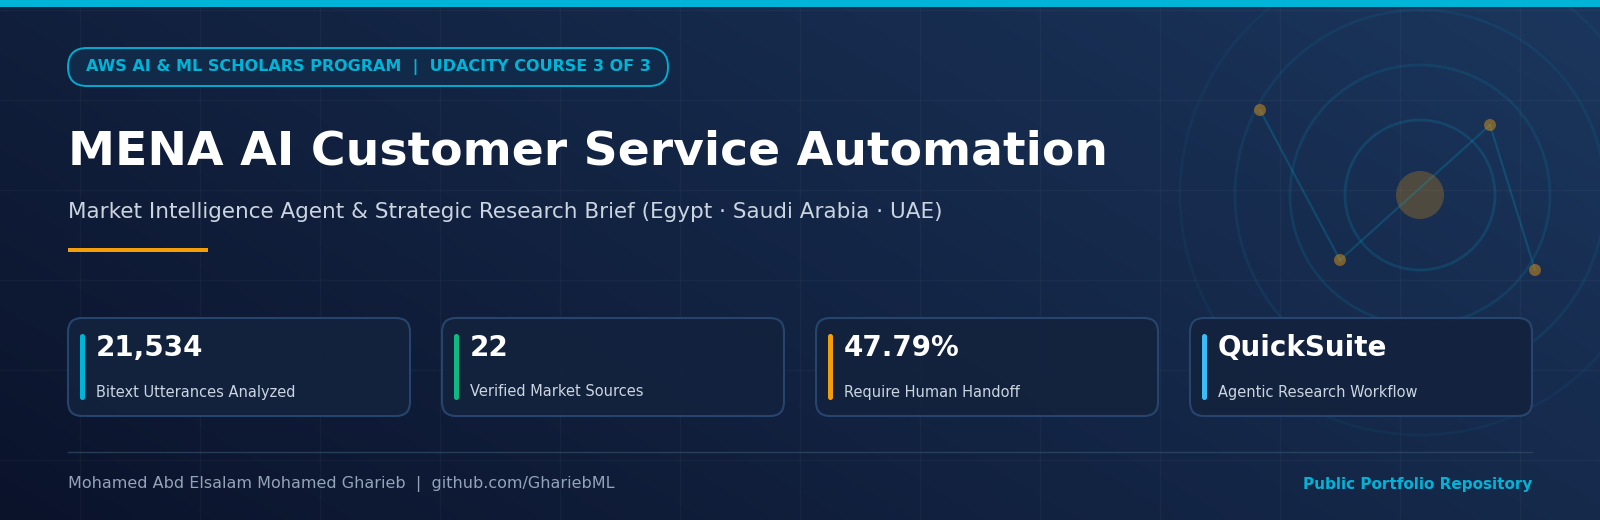 AWS AI & ML SCHOLARS PROGRAM | UDACITY COURSE 3 OF 3
MENA AI Customer Service Automation
Market Intelligence Agent & Strategic Research Brief (Egypt · Saudi Arabia · UAE)
21,534
Bitext Utterances Analyzed
22
Verified Market Sources
47.79%
Require Human Handoff
QuickSuite
Agentic Research Workflow
Mohamed Abd Elsalam Mohamed Gharieb | github.com/GhariebML
Public Portfolio Repository